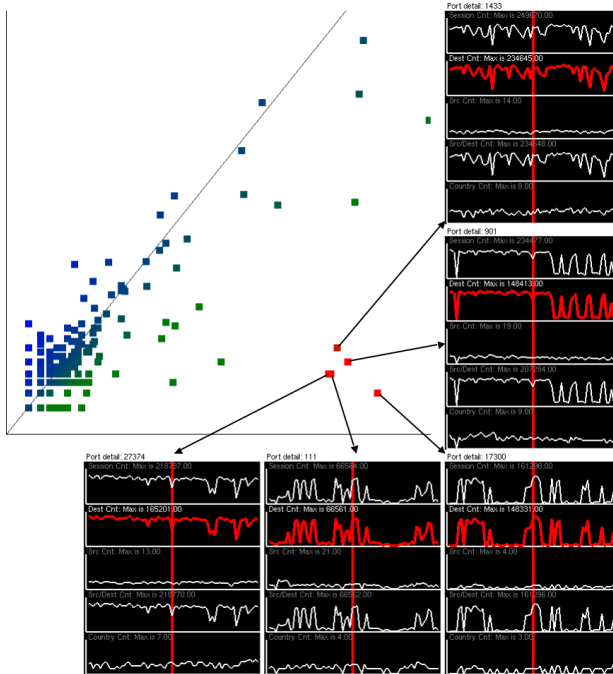 Port detail: 1433
Session Cnt: Max is 249870.00
Dest Cnt: Max is 234645.00
Src Cnt: Max is 14.00
Src/Dest Cnt: Max is 234648.00
Country Cnt: Max is 8.00
Port detail: 901
Session Cnt: Max is 234477.00
Dest Cnt: Max is 148413.00
Src Cnt: Max is 19.00
Src/Dest Cnt: Max is 207284.00
Country Cnt: Max is 9.00
Port detail: 27374
Session Cnt: Max is 218787.00
Dest Cnt: Max is 165201.00
Src Cnt: Max is 13.00
Src/Dest Cnt: Max is 218770.00
Country Cnt: Max is 7.00
Port detail: 111
Session Cnt: Max is 66564.00
Dest Cnt: Max is 66561.00
Src Cnt: Max is 21.00
Src/Dest Cnt: Max is 66562.00
Country Cnt: Max is 4.00
Port detail: 17300
Session Cnt: Max is 161296.00
Dest Cnt: Max is 148331.00
Src Cnt: Max is 4.00
Src/Dest Cnt: Max is 161296.00
Country Cnt: Max is 3.00